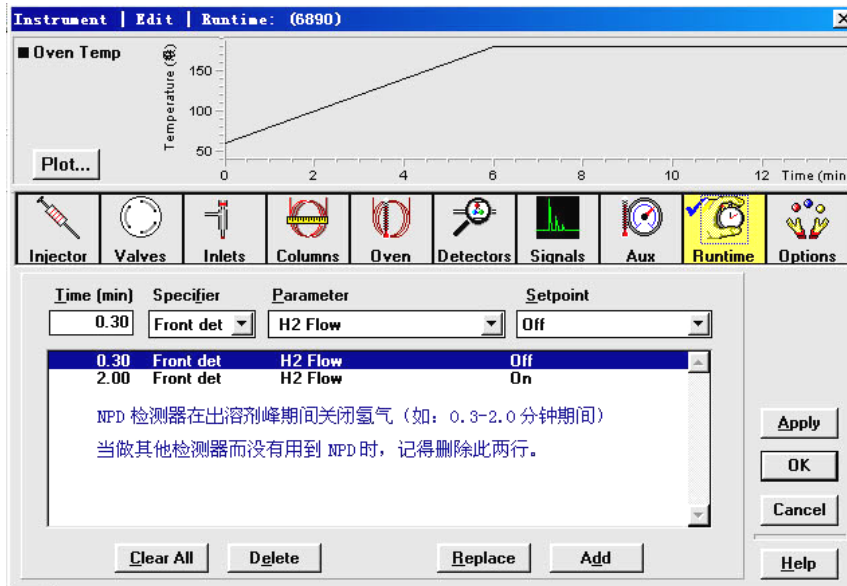 Instrument | Edit | Runtime: (6890)
Oven Temp
Temperature (
150
100
50
0 2 4 6 8 10 12 Time (min
Plot...
Injector Valves Inlets Columns Oven Detectors Signals Aux Runtime Options
Time (min) Specifier Parameter Setpoint
0.30 Front det H2 Flow Off
0.30 Front det H2 Flow Off
2.00 Front det H2 Flow On
NPD 检测器在出溶剂峰期间关闭氢气（如：0.3-2.0 分钟期间）
当做其他检测器而没有用到 NPD 时，记得删除此两行。
Apply
OK
Cancel
Clear All Delete Replace Add
Help